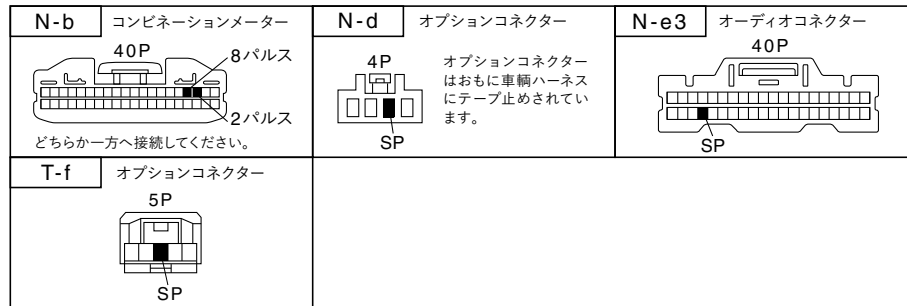 N-b コンビネーションメーター
40P
8パルス
2パルス
どちらか一方へ接続してください。
N-d オプションコネクター
4P
オプションコネクター
はおもに車輌ハーネス
にテープ止めされてい
ます。
SP
N-e3 オーディオコネクター
40P
SP
T-f オプションコネクター
5P
SP